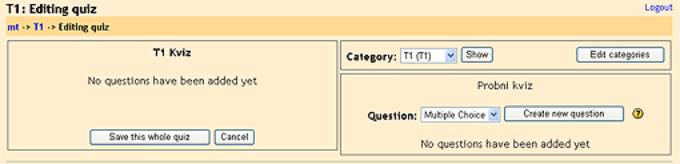 T1: Editing quiz
Logout
mt -> T1 -> Editing quiz
T1 Kviz
No questions have been added yet
Save this whole quiz
Cancel
Category: T1 (T1) Show Edit categories
Probni kviz
Question: Multiple Choice Create new question ?
No questions have been added yet